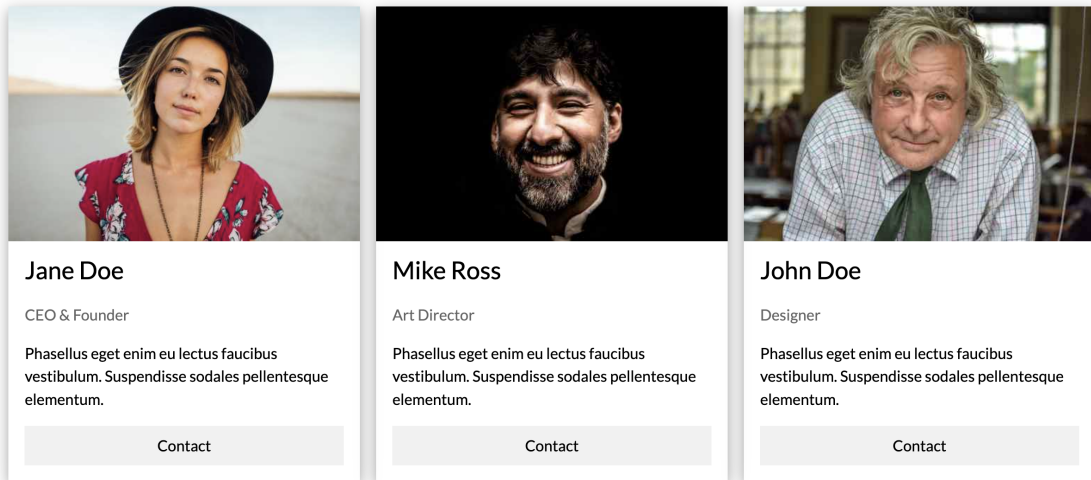 Jane Doe
CEO & Founder
Phasellus eget enim eu lectus faucibus
vestibulum. Suspendisse sodales pellentesque
elementum.
Contact
Mike Ross
Art Director
Phasellus eget enim eu lectus faucibus
vestibulum. Suspendisse sodales pellentesque
elementum.
Contact
John Doe
Designer
Phasellus eget enim eu lectus faucibus
vestibulum. Suspendisse sodales pellentesque
elementum.
Contact